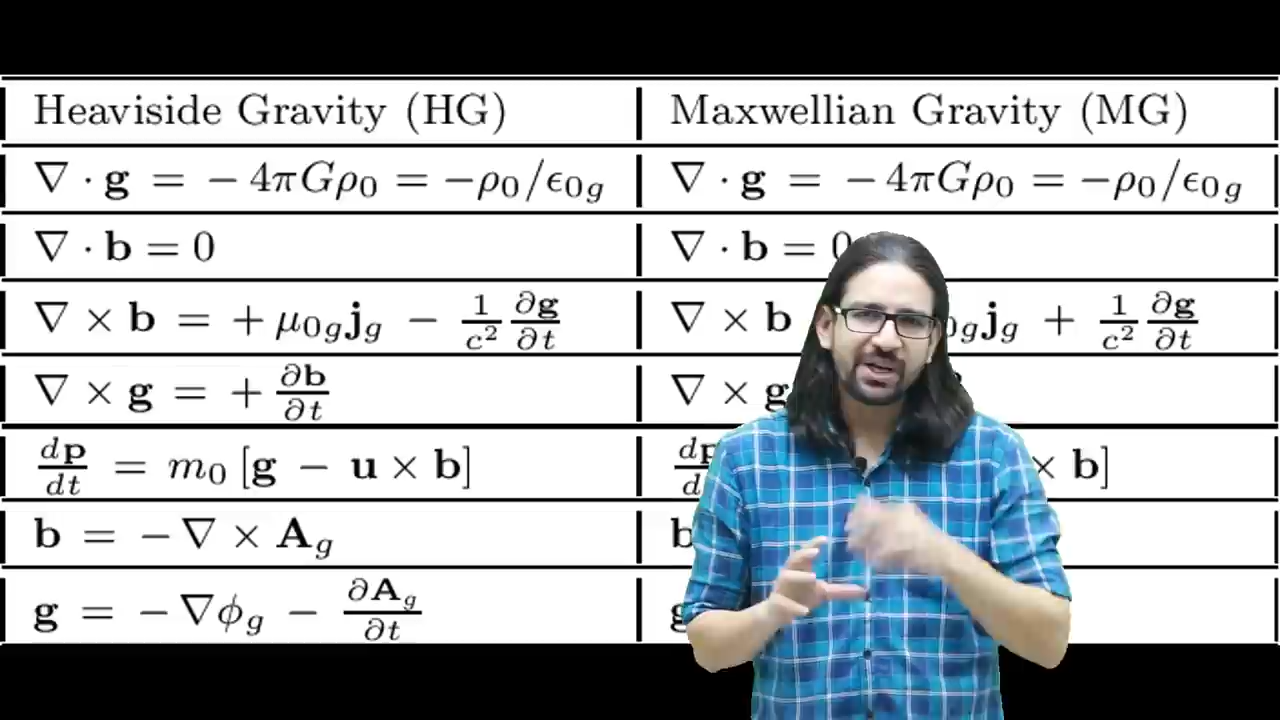 Heaviside Gravity (HG)
Maxwellian Gravity (MG)
∇ · g = − 4πGρ₀ = −ρ₀/ϵ₀g
∇ · g = − 4πGρ₀ = −ρ₀/ϵ₀g
∇ · b = 0
∇ · b = 0
∇ × b = + μ₀g jg − 1/c² ∂g/∂t
∇ × b jg + 1/c² ∂g/∂t
∇ × g = + ∂b/∂t
∇ × g
dp/dt = m₀ [g − u × b]
× b]
b = − ∇ × Ag
b
g = − ∇ϕg − ∂Ag/∂t
g